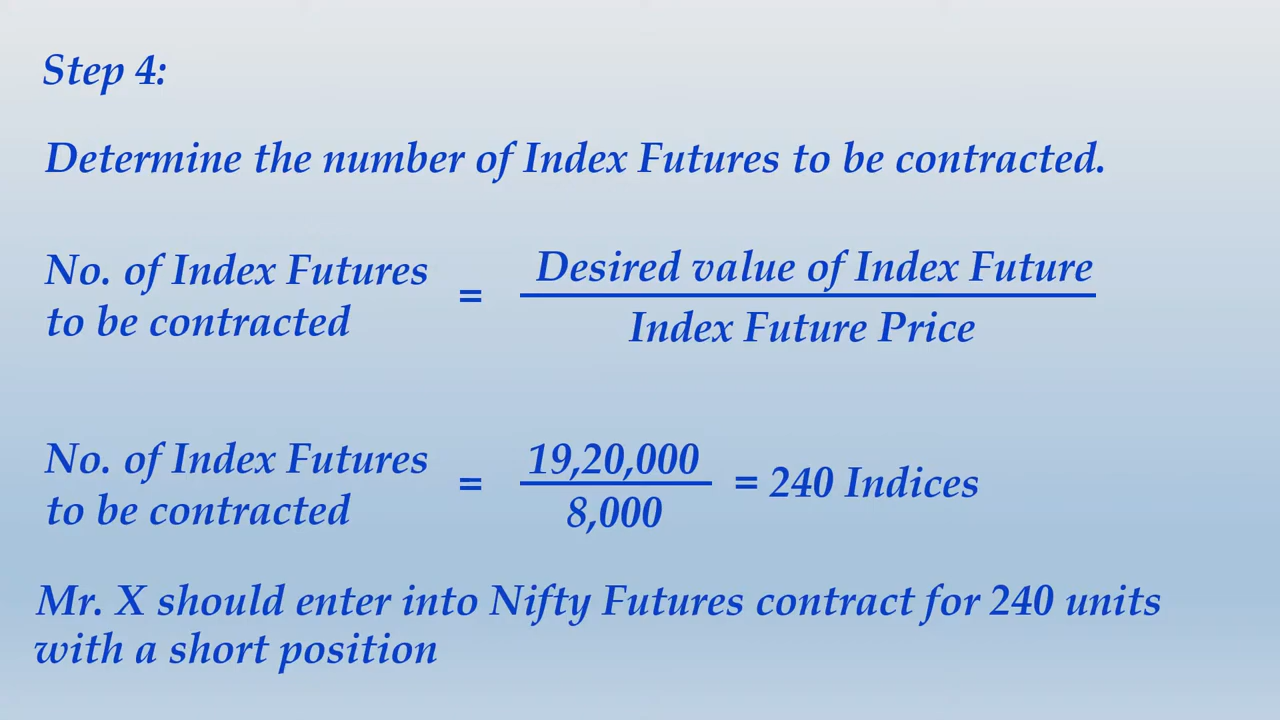 Step 4:
Determine the number of Index Futures to be contracted.
No. of Index Futures
to be contracted
=
Desired value of Index Future
Index Future Price
No. of Index Futures
to be contracted
=
19,20,000
8,000
= 240 Indices
Mr. X should enter into Nifty Futures contract for 240 units
with a short position